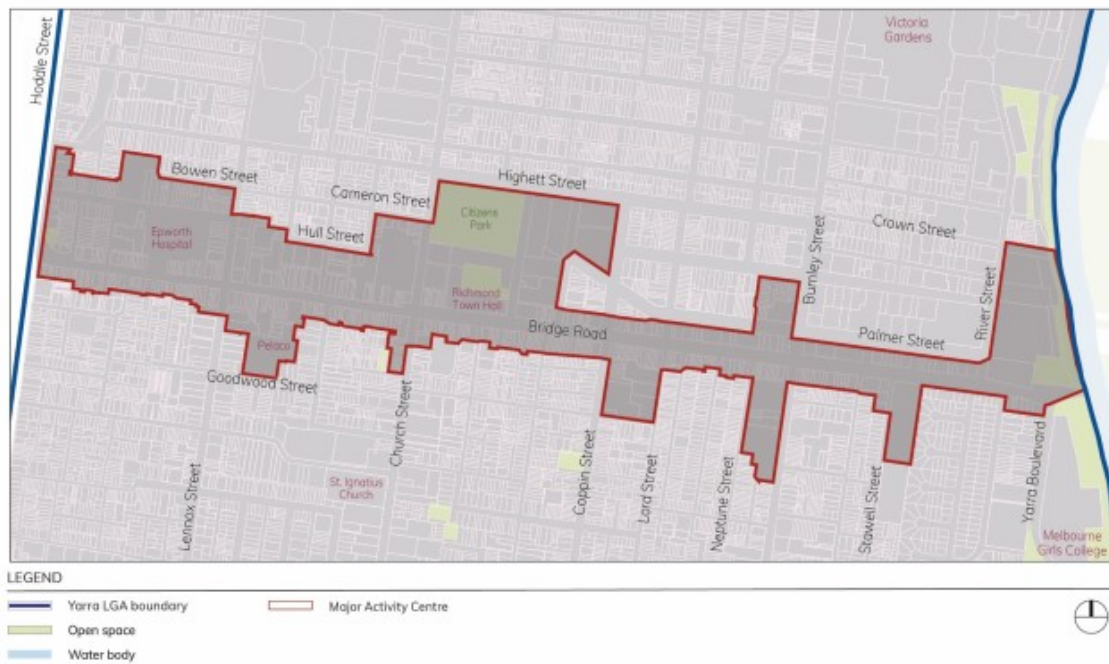 Hoddle Street
Victoria
Gardens
Bowen Street
Cameron Street
Highett Street
Citizens
Park
Hull Street
Epworth
Hospital
Crown Street
Burnley Street
River Street
Richmond
Town Hall
Bridge Road
Palmer Street
Pelaco
Goodwood Street
Church Street
Lennox Street
St. Ignatius
Church
Coppin Street
Lord Street
Neptune Street
Stawell Street
Yarra Boulevard
Melbourne
Girls College
LEGEND
Yarra LGA boundary
Major Activity Centre
Open space
Water body